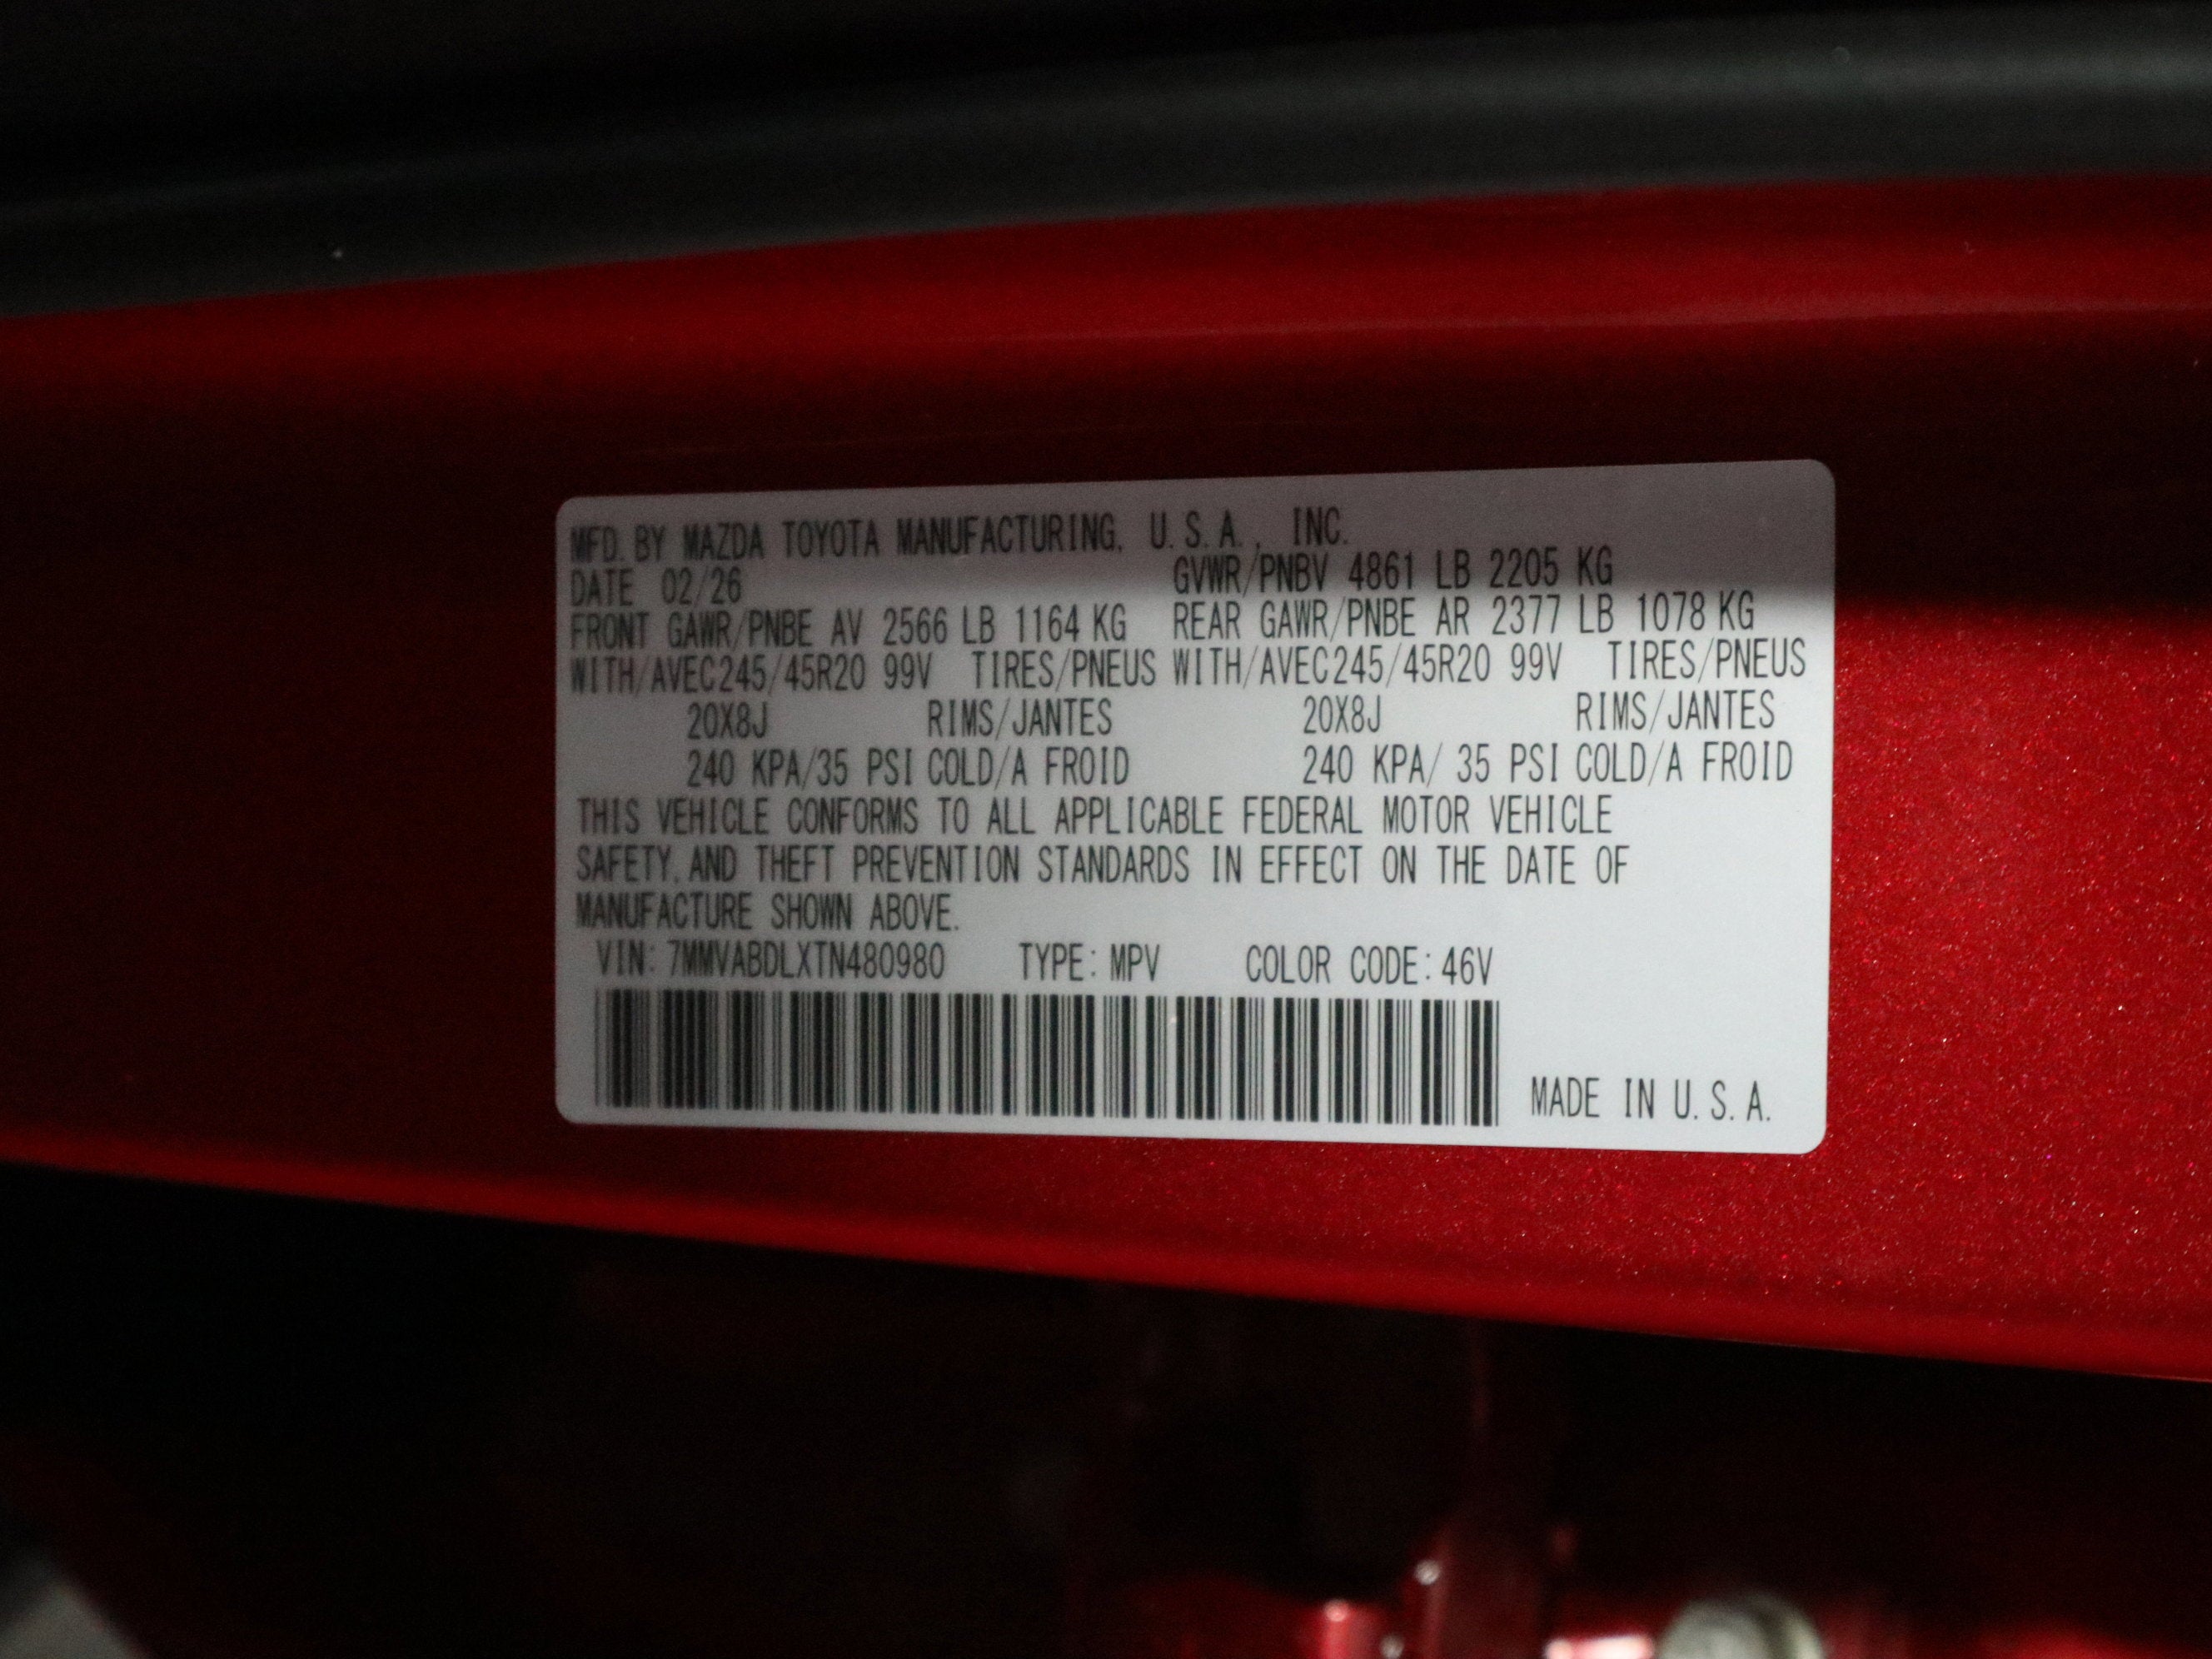 MFD. BY MAZDA TOYOTA MANUFACTURING, U.S.A., INC.
DATE 02/26 GVWR/PNBV 4861 LB 2205 KG
FRONT GAWR/PNBE AV 2566 LB 1164 KG REAR GAWR/PNBE AR 2377 LB 1078 KG
WITH/AVEC245/45R20 99V TIRES/PNEUS WITH/AVEC245/45R20 99V TIRES/PNEUS
20X8J RIMS/JANTES 20X8J RIMS/JANTES
240 KPA/35 PSI COLD/A FROID 240 KPA/ 35 PSI COLD/A FROID
THIS VEHICLE CONFORMS TO ALL APPLICABLE FEDERAL MOTOR VEHICLE
SAFETY, AND THEFT PREVENTION STANDARDS IN EFFECT ON THE DATE OF
MANUFACTURE SHOWN ABOVE.
VIN: 7MMVABDLXTN480980 TYPE: MPV COLOR CODE: 46V
MADE IN U.S.A.